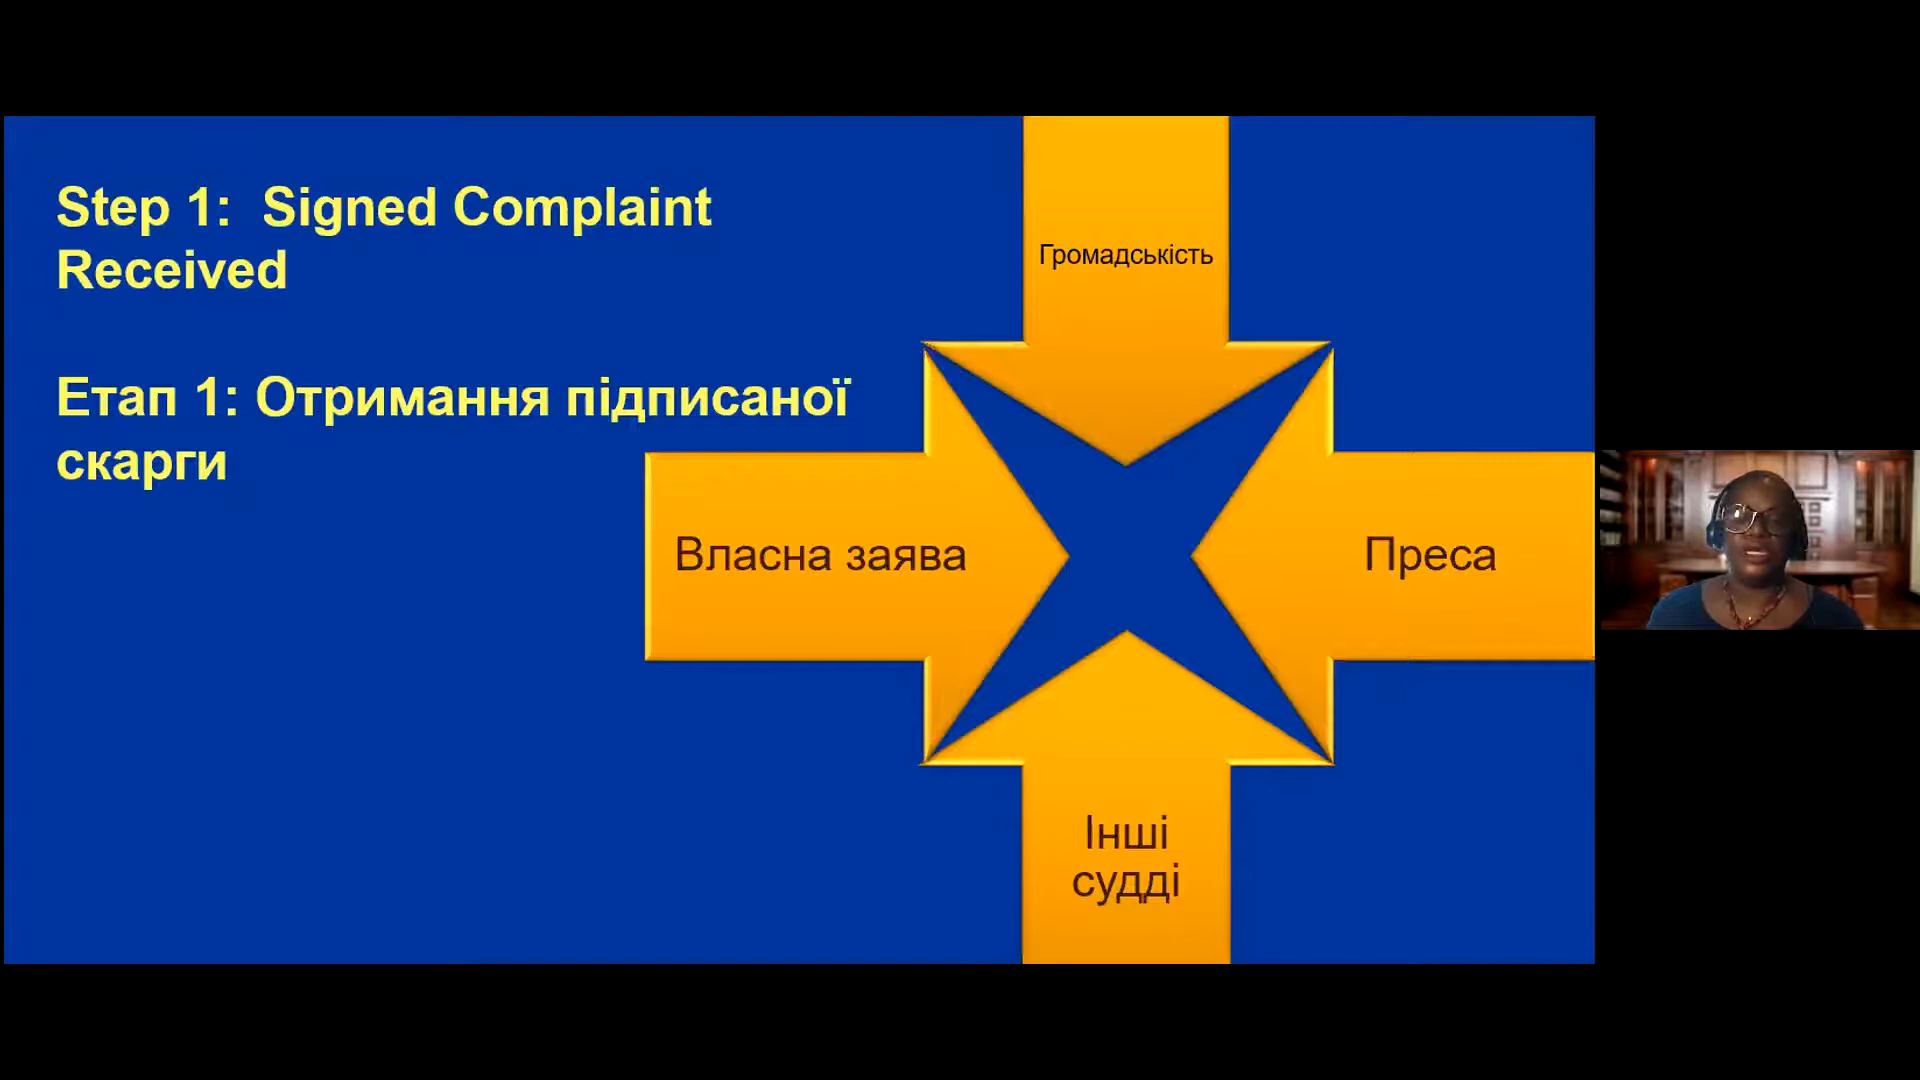 Step 1:  Signed Complaint
Received
Етап 1: Отримання підписаної
скарги
Громадськість
Власна заява
Преса
Інші
судді